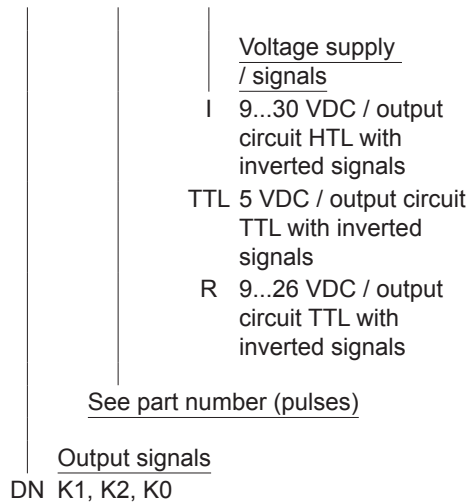 Voltage supply
/ signals
I 9...30 VDC / output
circuit HTL with
inverted signals
TTL 5 VDC / output circuit
TTL with inverted
signals
R 9...26 VDC / output
circuit TTL with
inverted signals
See part number (pulses)
Output signals
DN K1, K2, K0